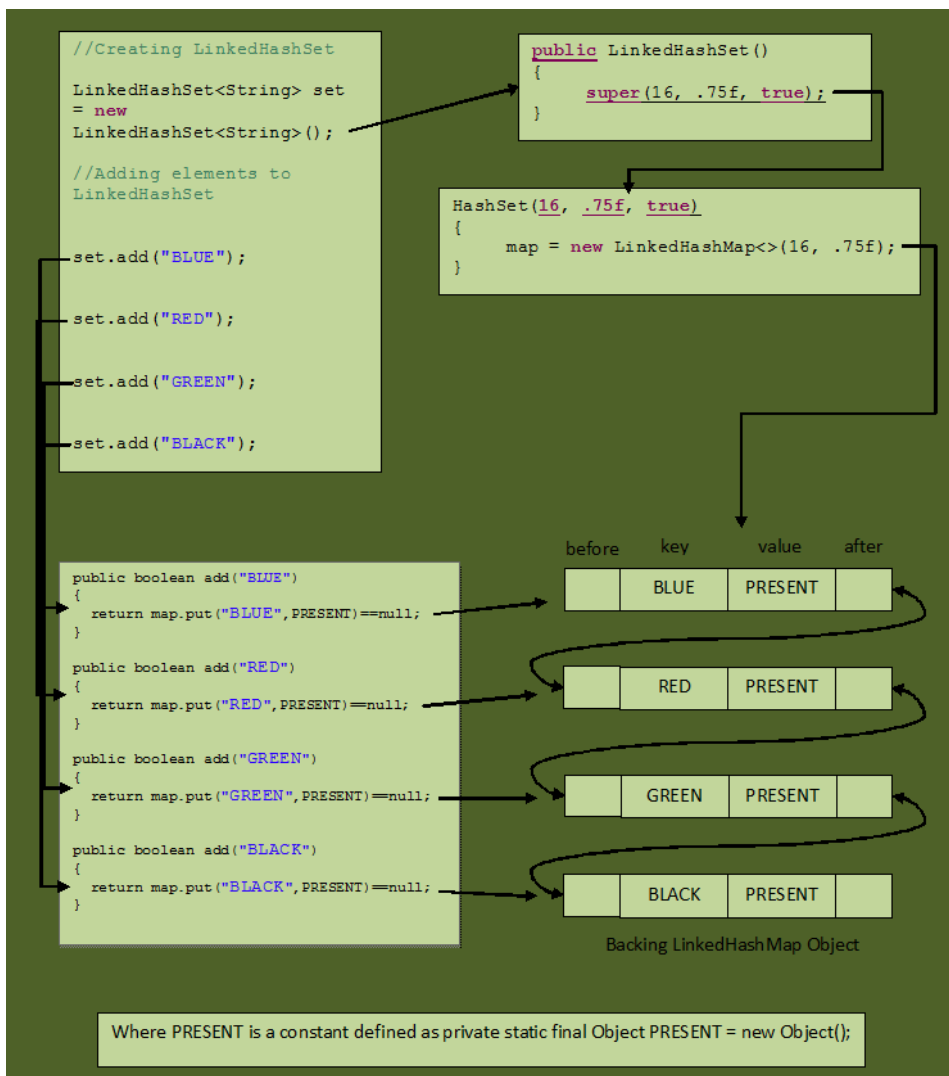 //Creating LinkedHashSet
LinkedHashSet<String> set
= new
LinkedHashSet<String>();
//Adding elements to
LinkedHashSet
set.add("BLUE");
set.add("RED");
set.add("GREEN");
set.add("BLACK");
public LinkedHashSet()
{
super(16, .75f, true);
}
HashSet(16, .75f, true)
{
map = new LinkedHashMap<>(16, .75f);
}
public boolean add("BLUE")
{
return map.put("BLUE",PRESENT)==null;
}
public boolean add("RED")
{
return map.put("RED",PRESENT)==null;
}
public boolean add("GREEN")
{
return map.put("GREEN",PRESENT)==null;
}
public boolean add("BLACK")
{
return map.put("BLACK",PRESENT)==null;
}
before key value after
BLUE PRESENT
RED PRESENT
GREEN PRESENT
BLACK PRESENT
Backing LinkedHashMap Object
Where PRESENT is a constant defined as private static final Object PRESENT = new Object();